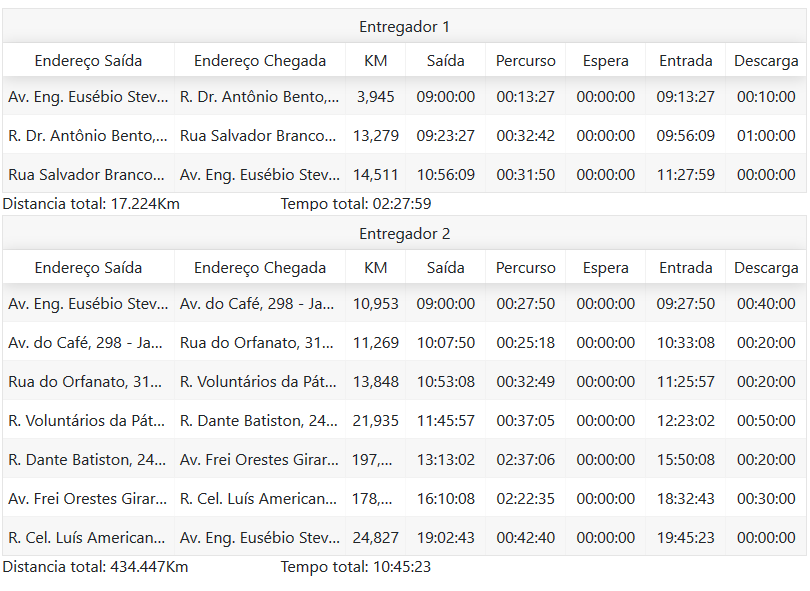 Entregador 1
Endereço Saída Endereço Chegada KM Saída Percurso Espera Entrada Descarga
Av. Eng. Eusébio Stev... R. Dr. Antônio Bento,... 3,945 09:00:00 00:13:27 00:00:00 09:13:27 00:10:00
R. Dr. Antônio Bento,... Rua Salvador Branco... 13,279 09:23:27 00:32:42 00:00:00 09:56:09 01:00:00
Rua Salvador Branco... Av. Eng. Eusébio Stev... 14,511 10:56:09 00:31:50 00:00:00 11:27:59 00:00:00
Distancia total: 17.224Km Tempo total: 02:27:59
Entregador 2
Endereço Saída Endereço Chegada KM Saída Percurso Espera Entrada Descarga
Av. Eng. Eusébio Stev... Av. do Café, 298 - Ja... 10,953 09:00:00 00:27:50 00:00:00 09:27:50 00:40:00
Av. do Café, 298 - Ja... Rua do Orfanato, 31... 11,269 10:07:50 00:25:18 00:00:00 10:33:08 00:20:00
Rua do Orfanato, 31... R. Voluntários da Pát... 13,848 10:53:08 00:32:49 00:00:00 11:25:57 00:20:00
R. Voluntários da Pát... R. Dante Batiston, 24... 21,935 11:45:57 00:37:05 00:00:00 12:23:02 00:50:00
R. Dante Batiston, 24... Av. Frei Orestes Girar... 197,... 13:13:02 02:37:06 00:00:00 15:50:08 00:20:00
Av. Frei Orestes Girar... R. Cel. Luís American... 178,... 16:10:08 02:22:35 00:00:00 18:32:43 00:30:00
R. Cel. Luís American... Av. Eng. Eusébio Stev... 24,827 19:02:43 00:42:40 00:00:00 19:45:23 00:00:00
Distancia total: 434.447Km Tempo total: 10:45:23